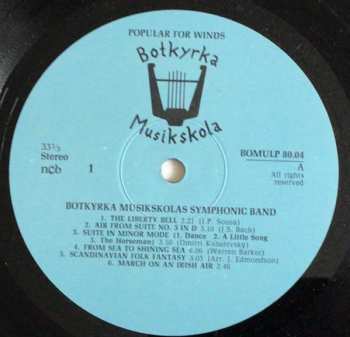 POPULAR FOR WINDS
Botkyrka
Musikskola
33⅓
Stereo
ncb 1
BOMULP 80.04
A
All rights
reserved
BOTKYRKA MUSIKSKOLAS SYMPHONIC BAND
1. THE LIBERTY BELL 2.21 (J.P. Sousa)
2. AIR FROM SUITE NO. 3 IN D 3.10 (J.S. Bach)
3. SUITE IN MINOR MODE (1. Dance 2. A Little Song
3. The Horseman) 3.50 (Dmitri Kabalevsky)
4. FROM SEA TO SHINING SEA 6.06 (Warren Barker)
5. SCANDINAVIAN FOLK FANTASY 3.03 (Arr. J. Edmondson)
6. MARCH ON AN IRISH AIR 2.46